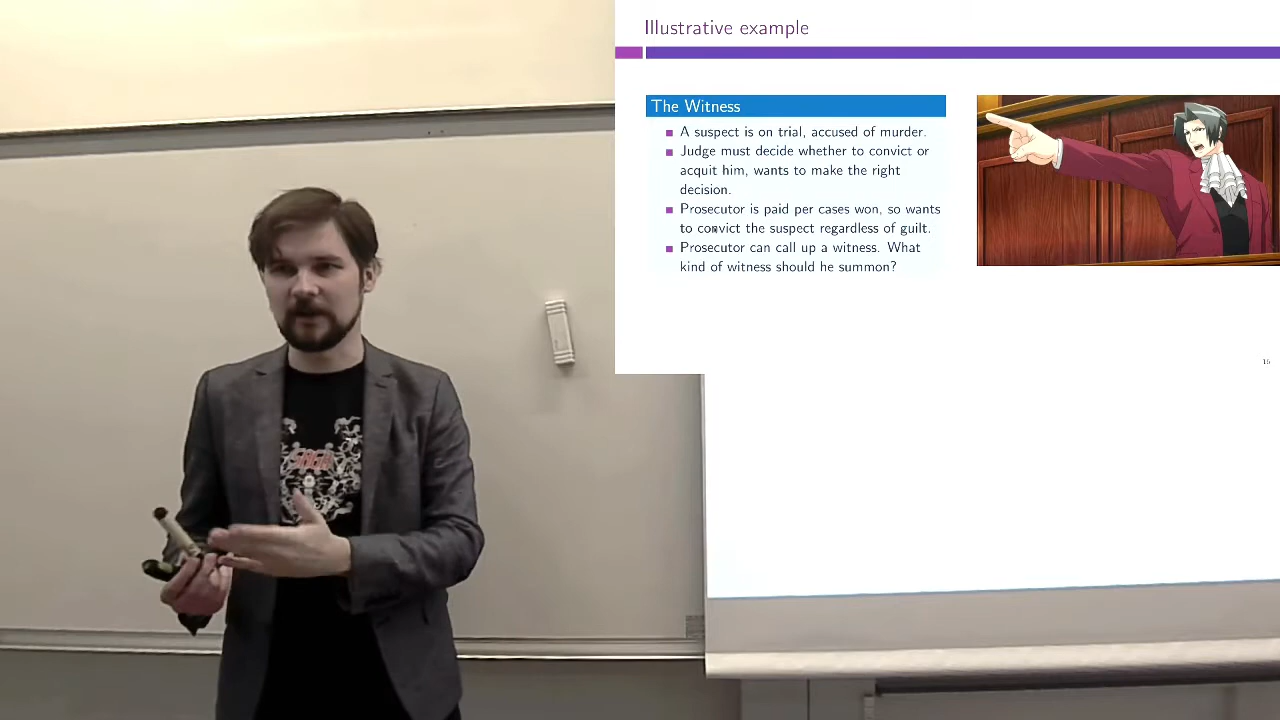 Illustrative example
The Witness
A suspect is on trial, accused of murder.
Judge must decide whether to convict or
acquit him, wants to make the right
decision.
Prosecutor is paid per cases won, so wants
to convict the suspect regardless of guilt.
Prosecutor can call up a witness. What
kind of witness should he summon?
16